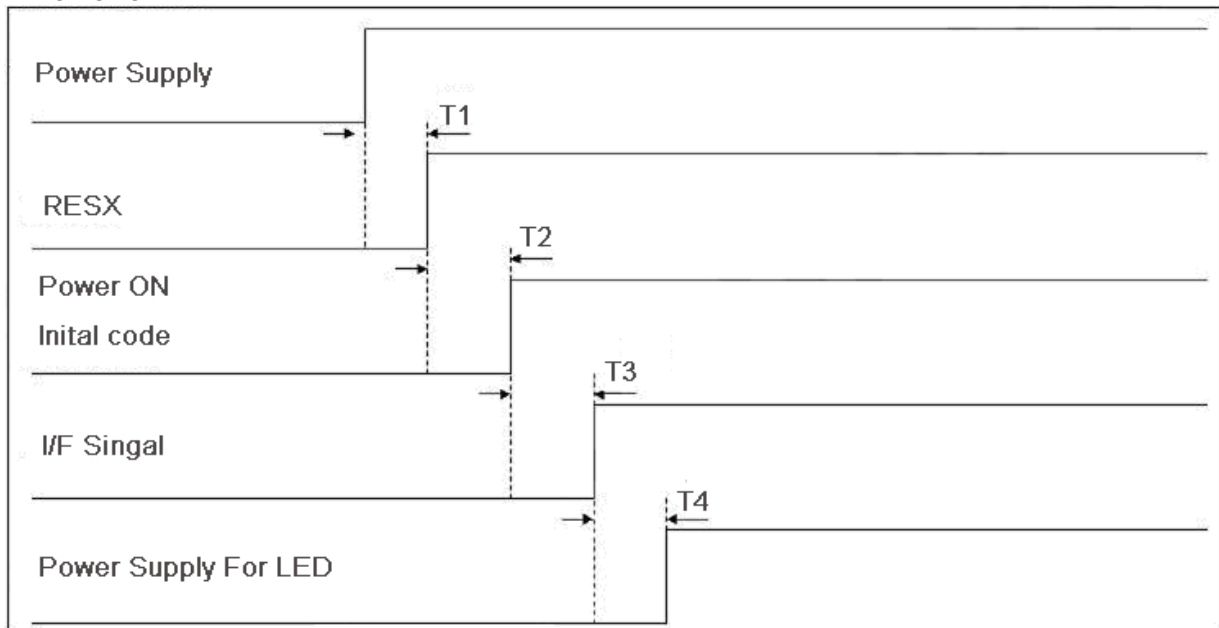 Power Supply
T1
RESX
T2
Power ON
Inital code
T3
I/F Singal
T4
Power Supply For LED